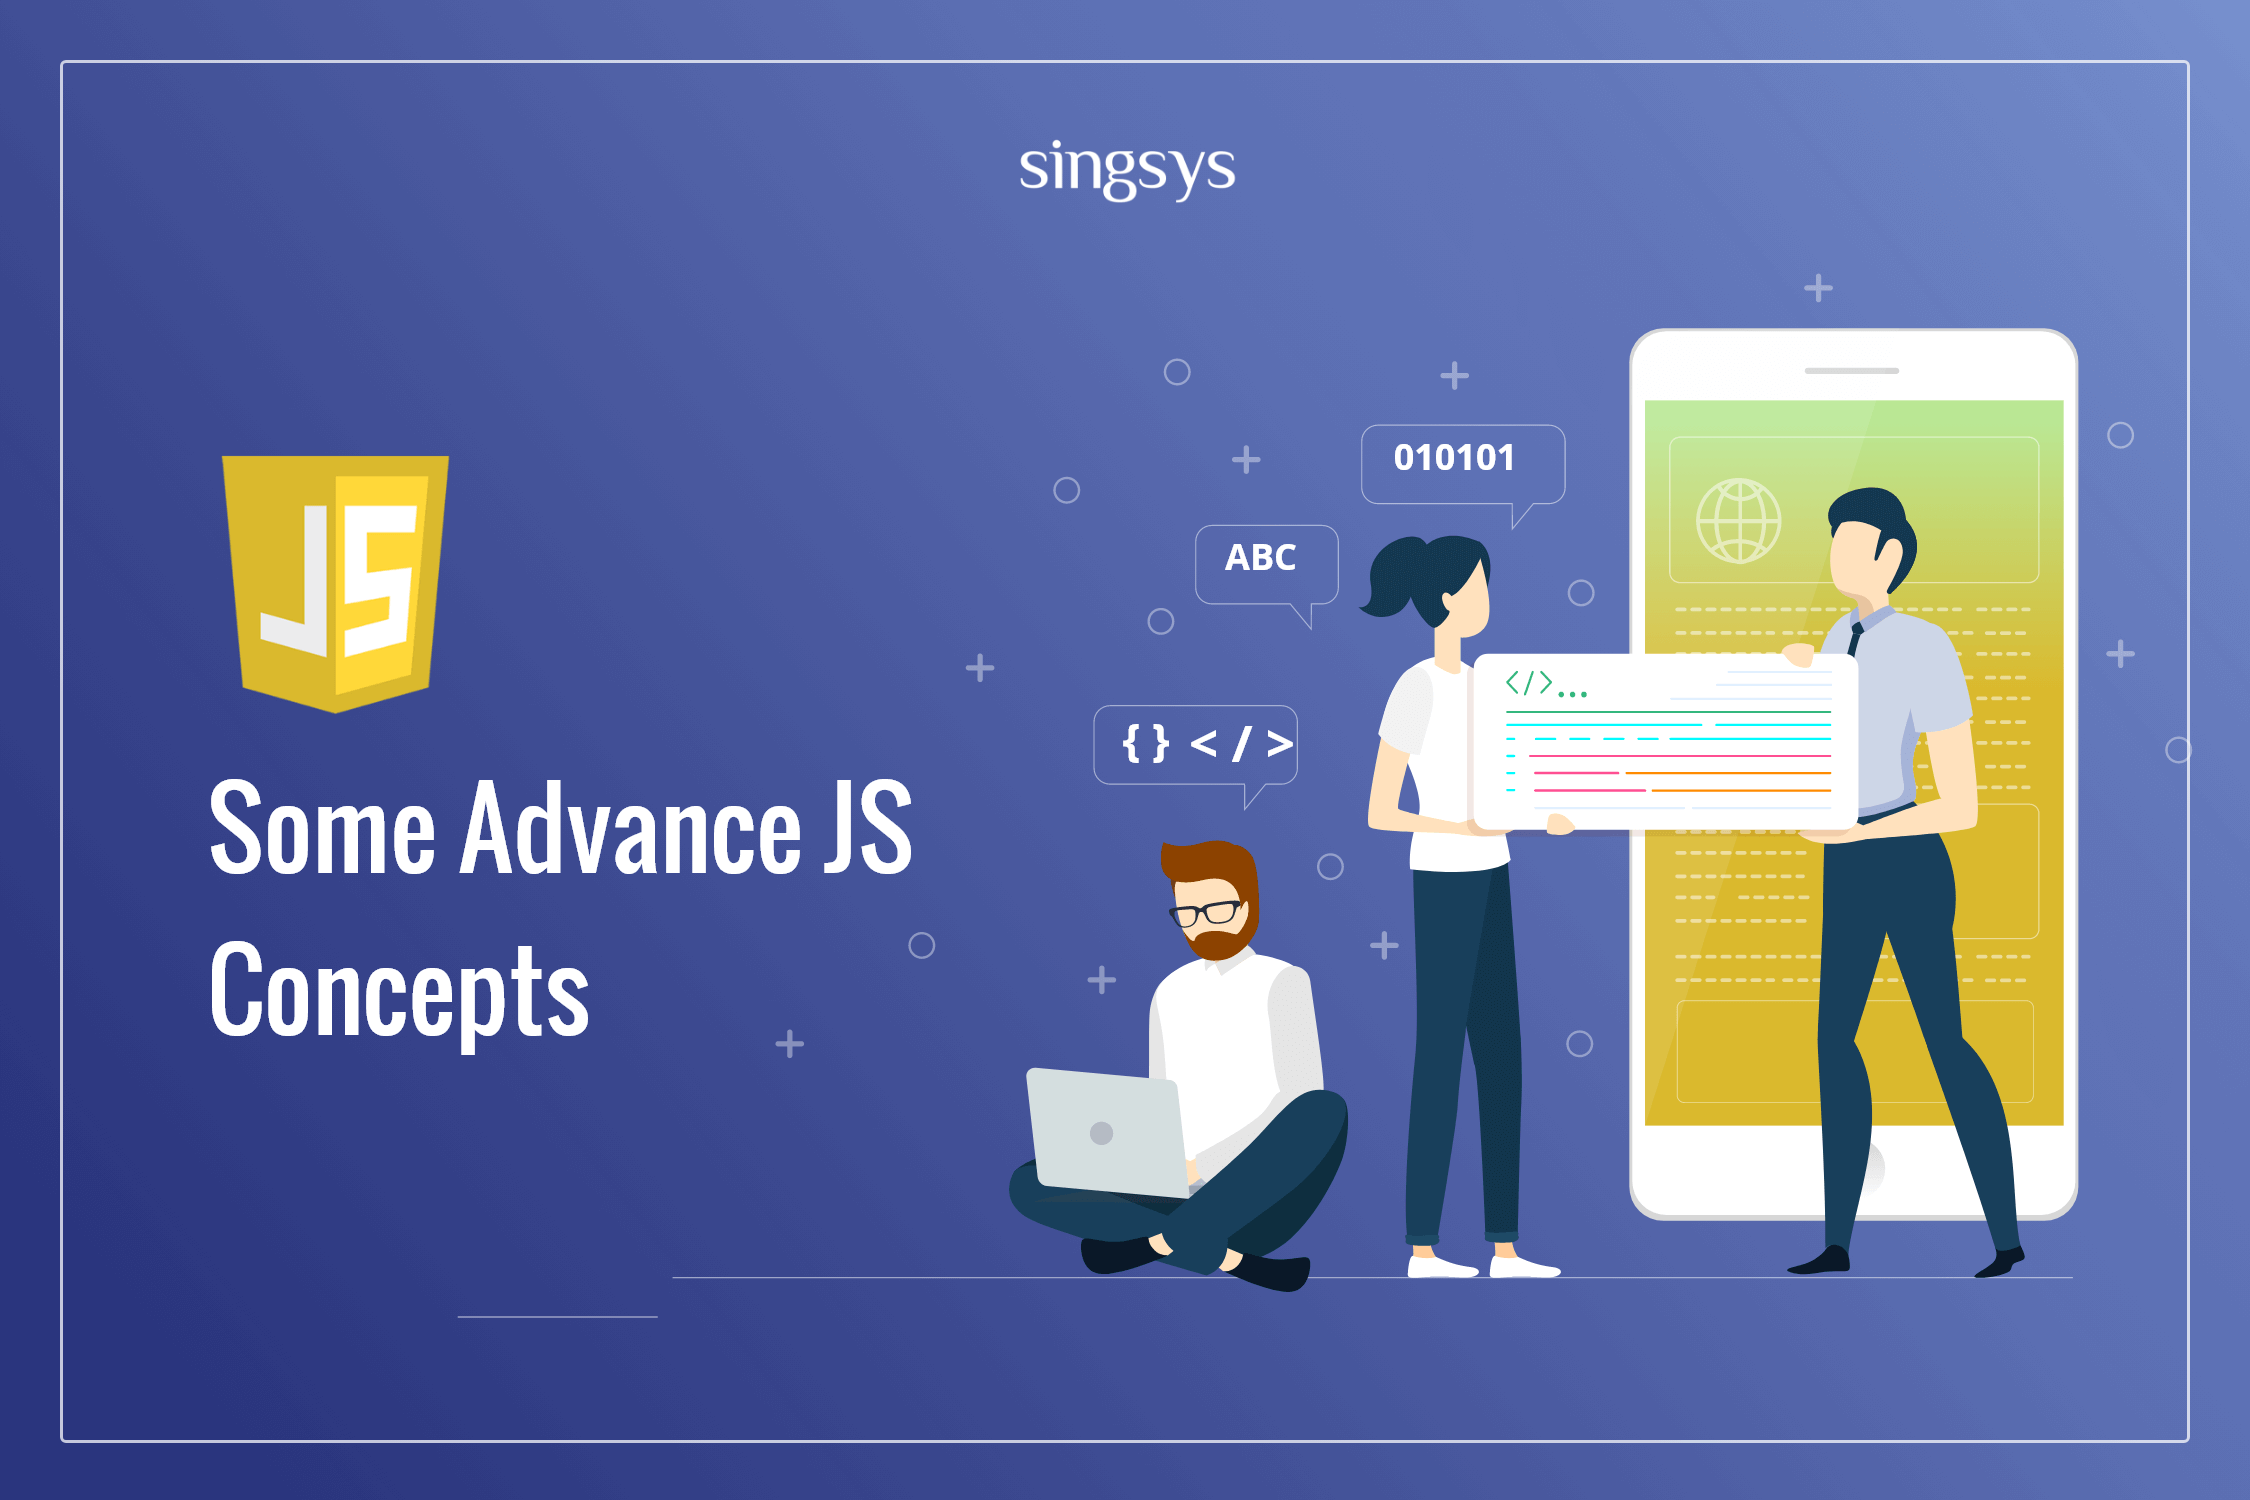 singsys
010101
ABC
JS
</>...
{ } < / >
Some Advance JS
Concepts